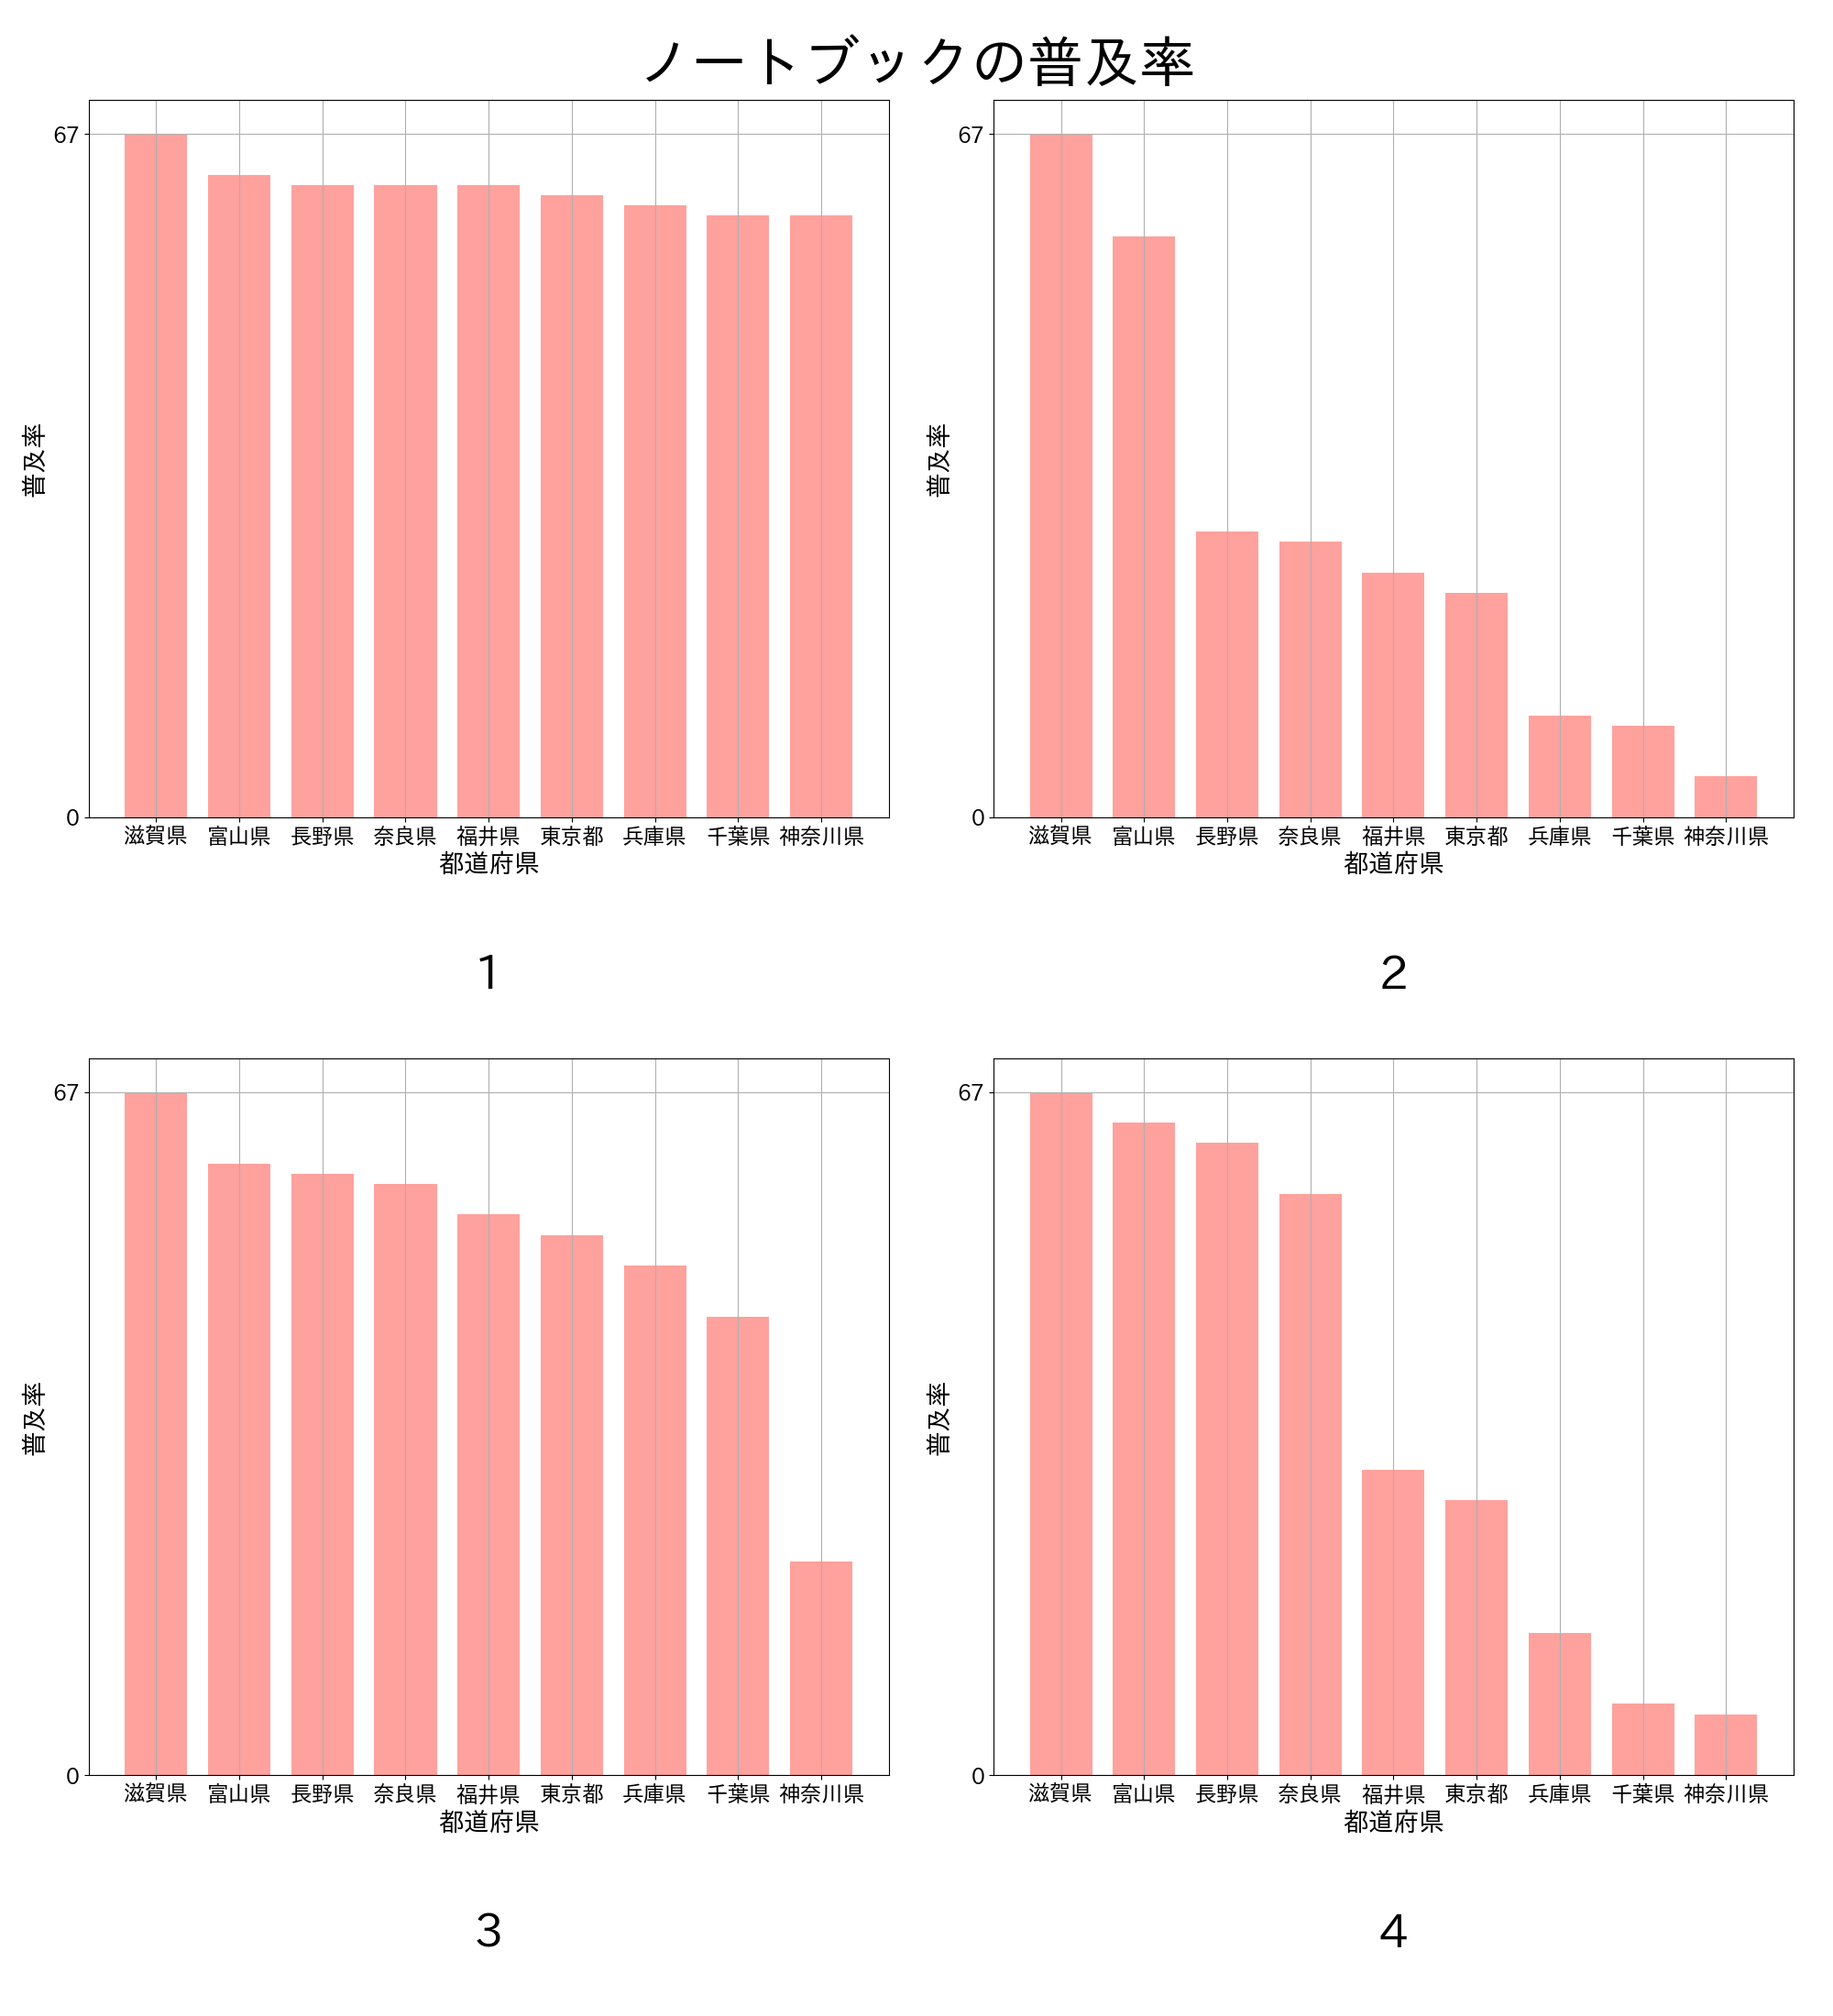 ノートブックの普及率
67
0
普及率
滋賀県 富山県 長野県 奈良県 福井県 東京都 兵庫県 千葉県 神奈川県
都道府県
1
67
0
普及率
滋賀県 富山県 長野県 奈良県 福井県 東京都 兵庫県 千葉県 神奈川県
都道府県
2
67
0
普及率
滋賀県 富山県 長野県 奈良県 福井県 東京都 兵庫県 千葉県 神奈川県
都道府県
3
67
0
普及率
滋賀県 富山県 長野県 奈良県 福井県 東京都 兵庫県 千葉県 神奈川県
都道府県
4